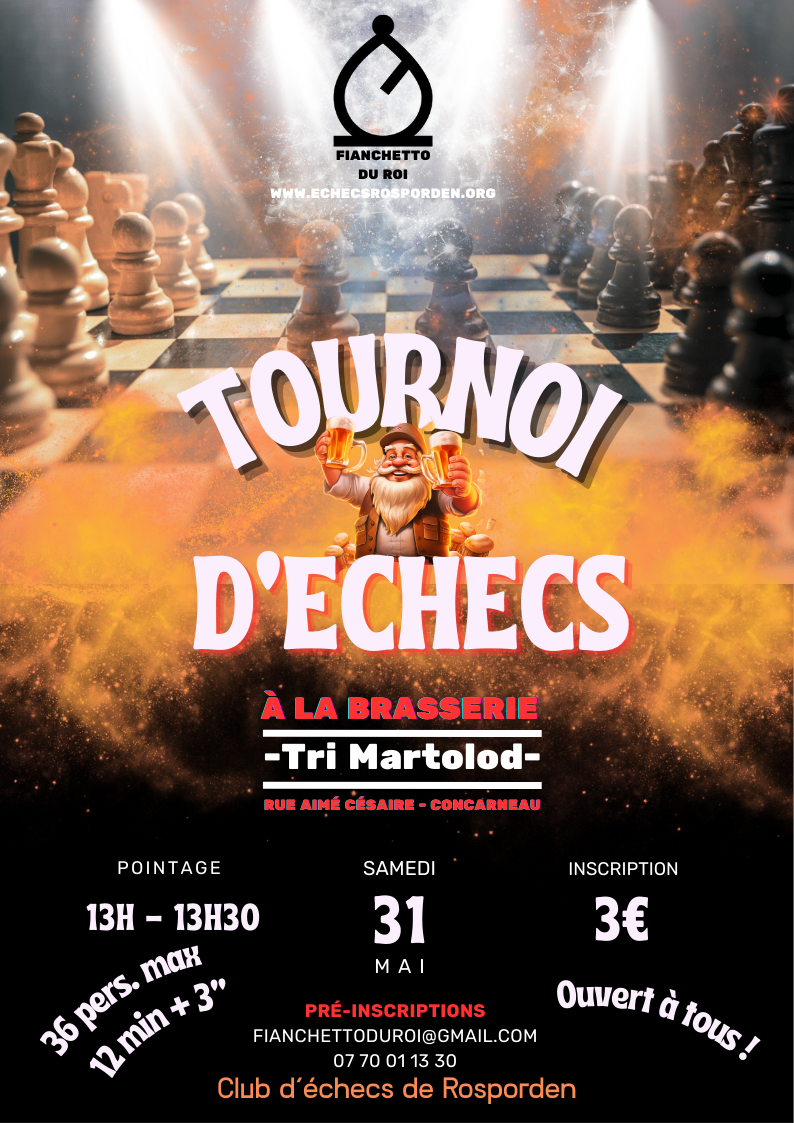 FIANCHETTO
DU ROI
WWW.ECHECSROSPORDEN.ORG
TOURNOI
D'ECHECS
À LA BRASSERIE
-Tri Martolod-
RUE AIMÉ CÉSAIRE - CONCARNEAU
POINTAGE
13H - 13H30
36 pers. max
12 min + 3"
SAMEDI
31
MAI
INSCRIPTION
3€
Ouvert à tous !
PRÉ-INSCRIPTIONS
FIANCHETTODUROI@GMAIL.COM
07 70 01 13 30
Club d'échecs de Rosporden